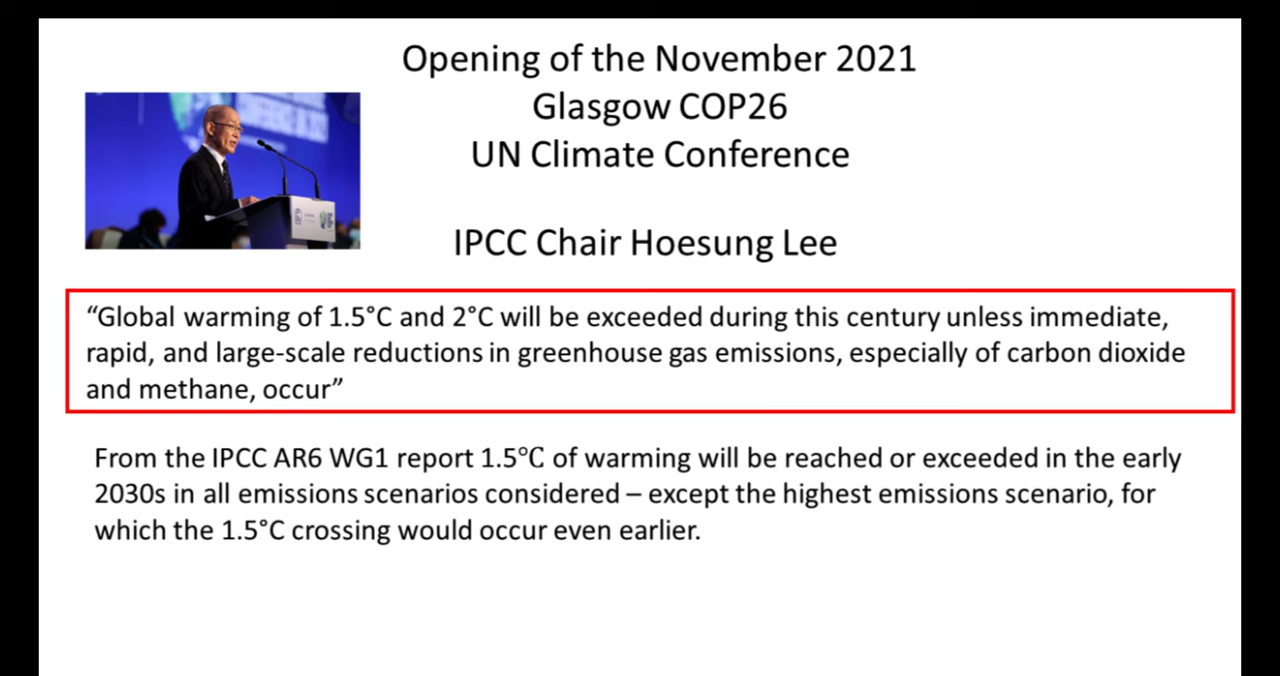 Opening of the November 2021
Glasgow COP26
UN Climate Conference
IPCC Chair Hoesung Lee
“Global warming of 1.5°C and 2°C will be exceeded during this century unless immediate,
rapid, and large-scale reductions in greenhouse gas emissions, especially of carbon dioxide
and methane, occur”
From the IPCC AR6 WG1 report 1.5℃ of warming will be reached or exceeded in the early
2030s in all emissions scenarios considered – except the highest emissions scenario, for
which the 1.5°C crossing would occur even earlier.